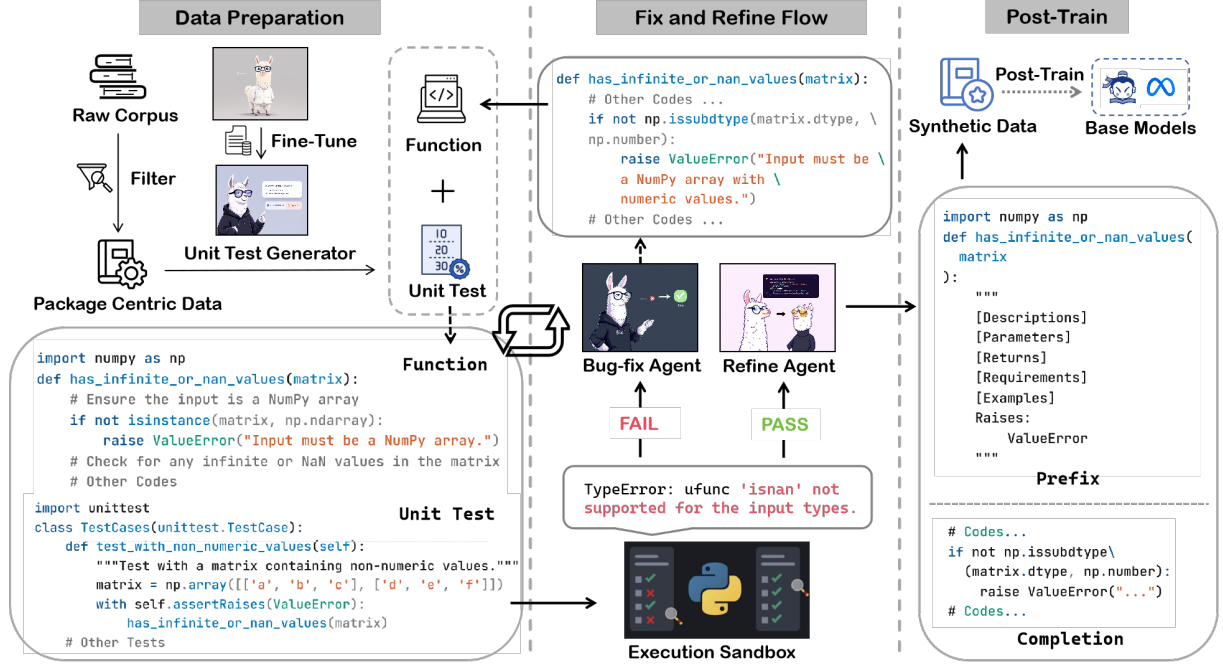 Data Preparation
Raw Corpus
Filter
Package Centric Data
Fine-Tune
Unit Test Generator
Function
+
10
20
30
%
Unit Test
Function
import numpy as np
def has_infinite_or_nan_values(matrix):
# Ensure the input is a NumPy array
if not isinstance(matrix, np.ndarray):
raise ValueError("Input must be a NumPy array.")
# Check for any infinite or NaN values in the matrix
# Other Codes
Unit Test
import unittest
class TestCases(unittest.TestCase):
def test_with_non_numeric_values(self):
"""Test with a matrix containing non-numeric values."""
matrix = np.array([['a', 'b', 'c'], ['d', 'e', 'f']])
with self.assertRaises(ValueError):
has_infinite_or_nan_values(matrix)
# Other Tests
Fix and Refine Flow
def has_infinite_or_nan_values(matrix):
# Other Codes ...
if not np.issubdtype(matrix.dtype, \
np.number):
raise ValueError("Input must be \
a NumPy array with \
numeric values.")
# Other Codes ...
Bug-fix Agent
Refine Agent
FAIL
PASS
TypeError: ufunc 'isnan' not
supported for the input types.
Execution Sandbox
Post-Train
Post-Train
Synthetic Data
Base Models
import numpy as np
def has_infinite_or_nan_values(
matrix
):
"""
[Descriptions]
[Parameters]
[Returns]
[Requirements]
[Examples]
Raises:
ValueError
"""
Prefix
# Codes...
if not np.issubdtype\
(matrix.dtype, np.number):
raise ValueError("...")
# Codes...
Completion